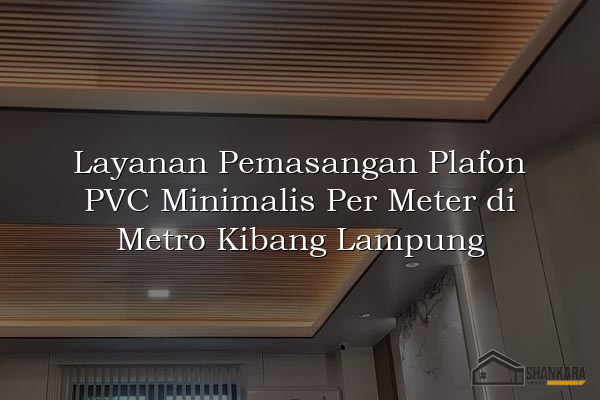 Layanan Pemasangan Plafon
PVC Minimalis Per Meter di
Metro Kibang Lampung
SHANKARA